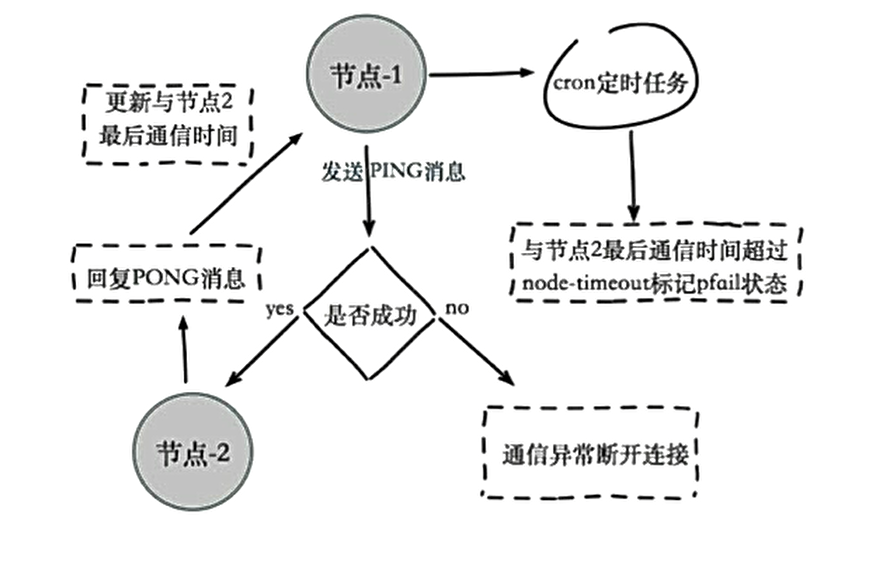 节点-1
cron定时任务
更新与节点2
最后通信时间
发送PING消息
与节点2最后通信时间超过
node-timeout标记pfail状态
回复PONG消息
yes
是否成功
no
节点-2
通信异常断开连接